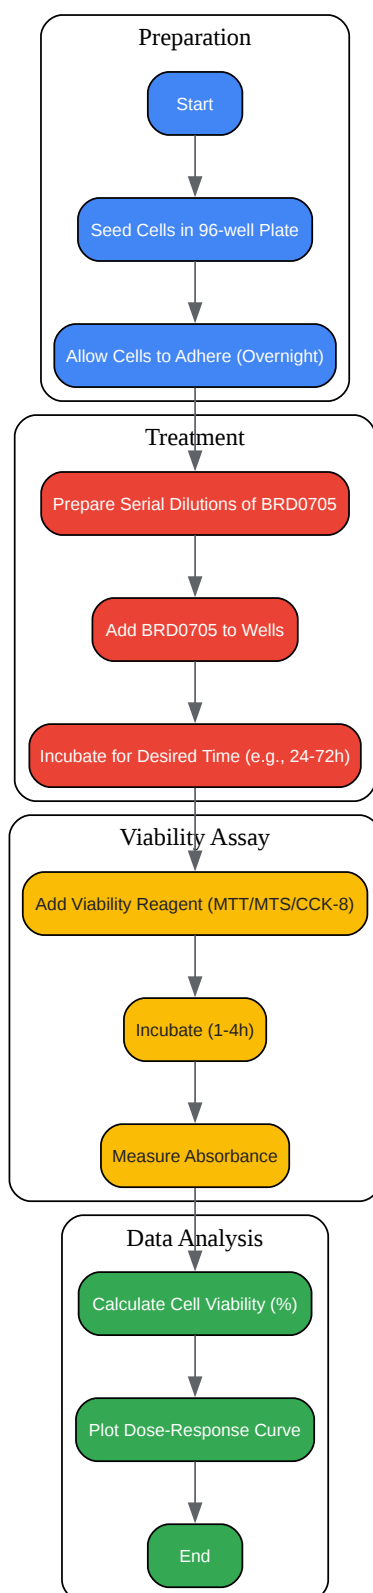 Preparation
Start
Seed Cells in 96-well Plate
Allow Cells to Adhere (Overnight)
Treatment
Prepare Serial Dilutions of BRD0705
Add BRD0705 to Wells
Incubate for Desired Time (e.g., 24-72h)
Viability Assay
Add Viability Reagent (MTT/MTS/CCK-8)
Incubate (1-4h)
Measure Absorbance
Data Analysis
Calculate Cell Viability (%)
Plot Dose-Response Curve
End